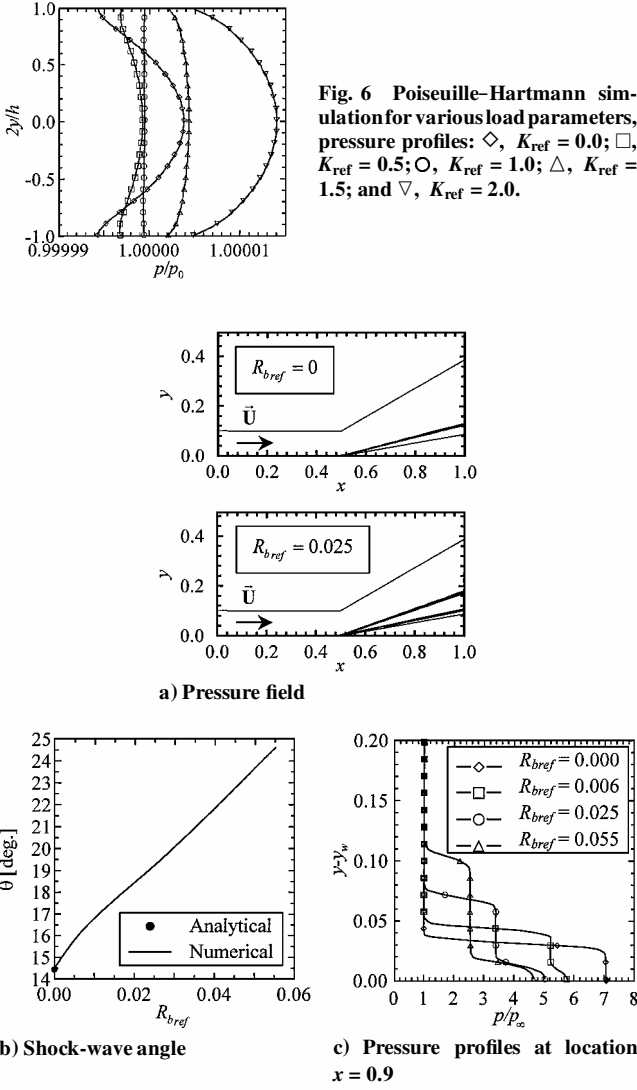 1.0
0.5
0.0
-0.5
-1.0
2y/h
0.99999 1.00000 1.00001
p/p0
Fig. 6 Poiseuille–Hartmann sim-
ulation for various load parameters,
pressure profiles: ◇, Kref = 0.0; □,
Kref = 0.5; ○, Kref = 1.0; △, Kref =
1.5; and ▽, Kref = 2.0.
0.4
0.2
0.0
y
Rbref = 0
U⃗
0.0 0.2 0.4 0.6 0.8 1.0
x
0.4
0.2
0.0
y
Rbref = 0.025
U⃗
0.0 0.2 0.4 0.6 0.8 1.0
x
a) Pressure field
25
24
23
22
21
20
19
18
17
16
15
14
θ [deg.]
Analytical
Numerical
0.00 0.02 0.04 0.06
Rbref
b) Shock-wave angle
0.20
0.15
0.10
0.05
0.00
y-yw
Rbref = 0.000
Rbref = 0.006
Rbref = 0.025
Rbref = 0.055
0 1 2 3 4 5 6 7 8
p/p∞
c) Pressure profiles at location
x = 0.9